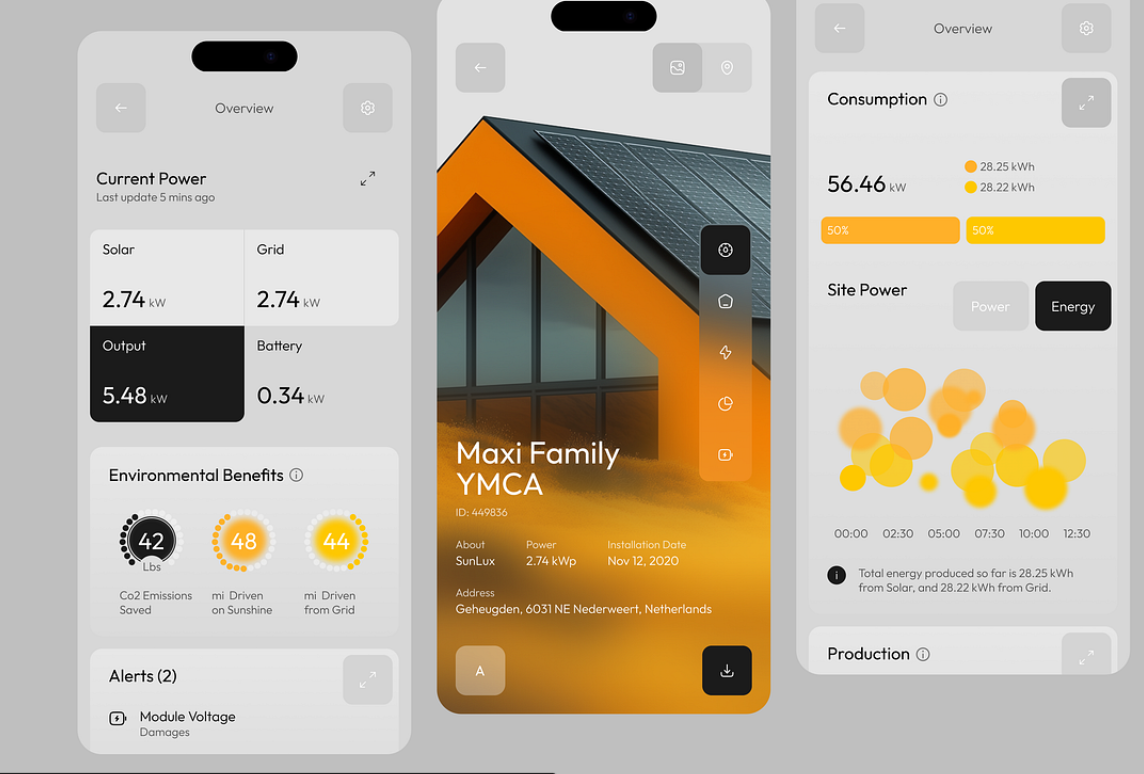 Overview
Current Power
Last update 5 mins ago
Solar
2.74 kW
Grid
2.74 kW
Output
5.48 kW
Battery
0.34 kW
Environmental Benefits
42
Lbs
Co2 Emissions
Saved
48
mi Driven
on Sunshine
44
mi Driven
from Grid
Alerts (2)
Module Voltage
Damages
Maxi Family
YMCA
ID: 449836
About
SunLux
Power
2.74 kWp
Installation Date
Nov 12, 2020
Address
Geheugden, 6031 NE Nederweert, Netherlands
A
Overview
Consumption
56.46 kW
28.25 kWh
28.22 kWh
50%
50%
Site Power
Power
Energy
00:00 02:30 05:00 07:30 10:00 12:30
Total energy produced so far is 28.25 kWh
from Solar, and 28.22 kWh from Grid.
Production